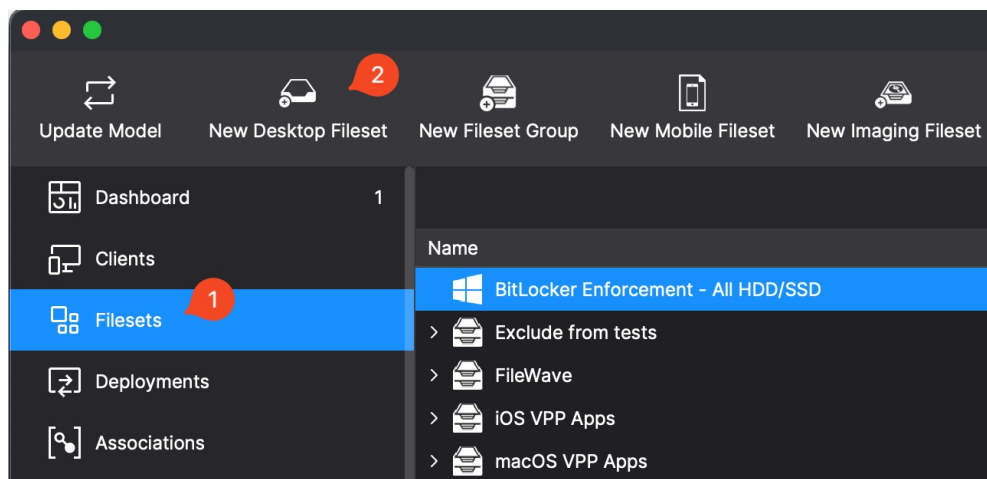 2
Update Model
New Desktop Fileset
New Fileset Group
New Mobile Fileset
New Imaging Fileset
Dashboard
1
Clients
1
Filesets
Deployments
Associations
Name
BitLocker Enforcement - All HDD/SSD
Exclude from tests
FileWave
iOS VPP Apps
macOS VPP Apps